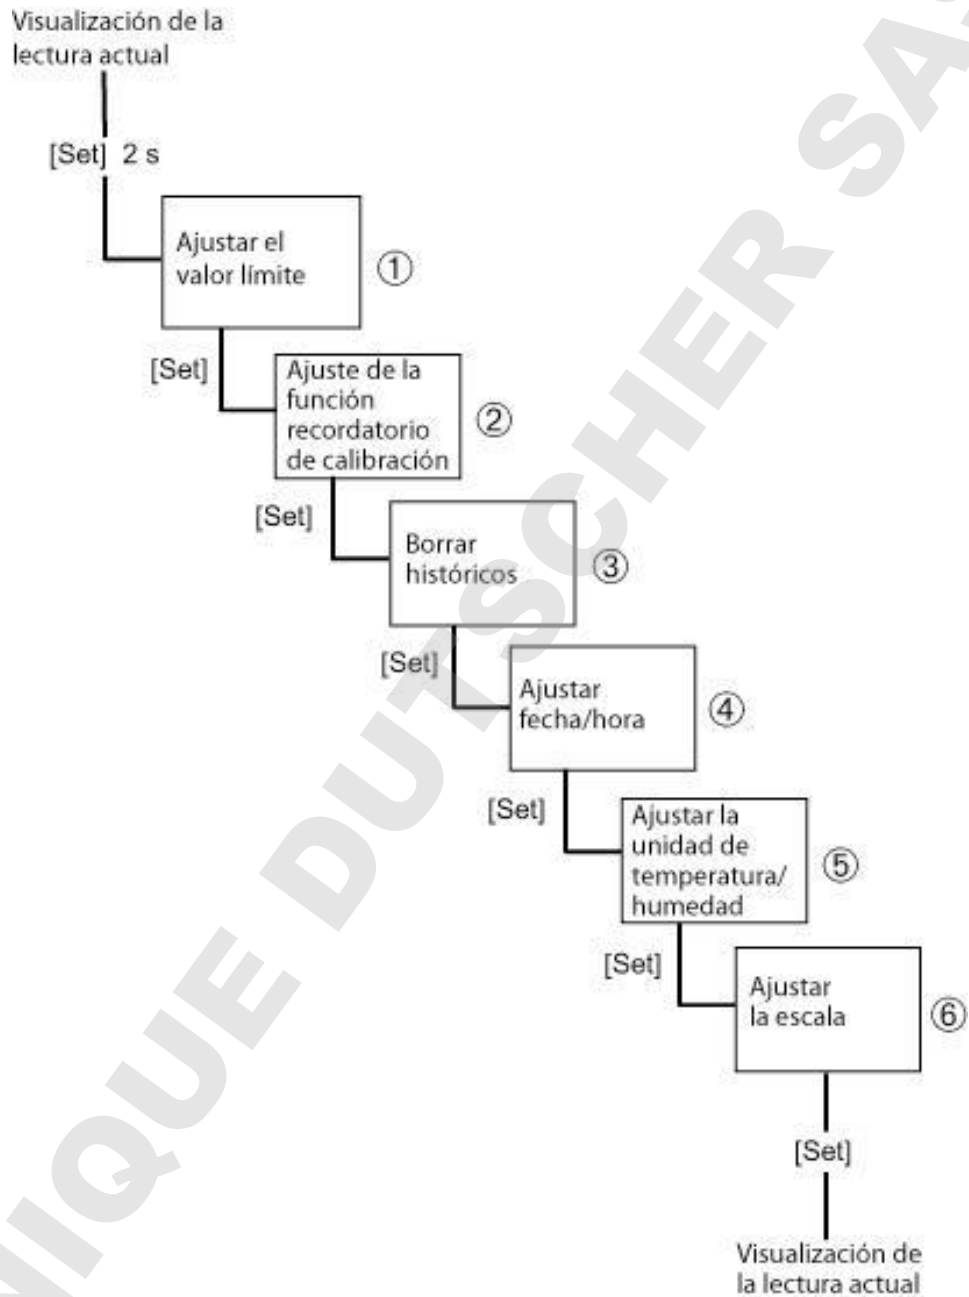 Visualización de la
lectura actual
[Set] 2 s
Ajustar el
valor límite
①
[Set]
Ajuste de la
función
recordatorio
de calibración
②
[Set]
Borrar
históricos
③
[Set]
Ajustar
fecha/hora
④
[Set]
Ajustar la
unidad de
temperatura/
humedad
⑤
[Set]
Ajustar
la escala
⑥
[Set]
Visualización de
la lectura actual
NIQUE DUTSCHER SAS